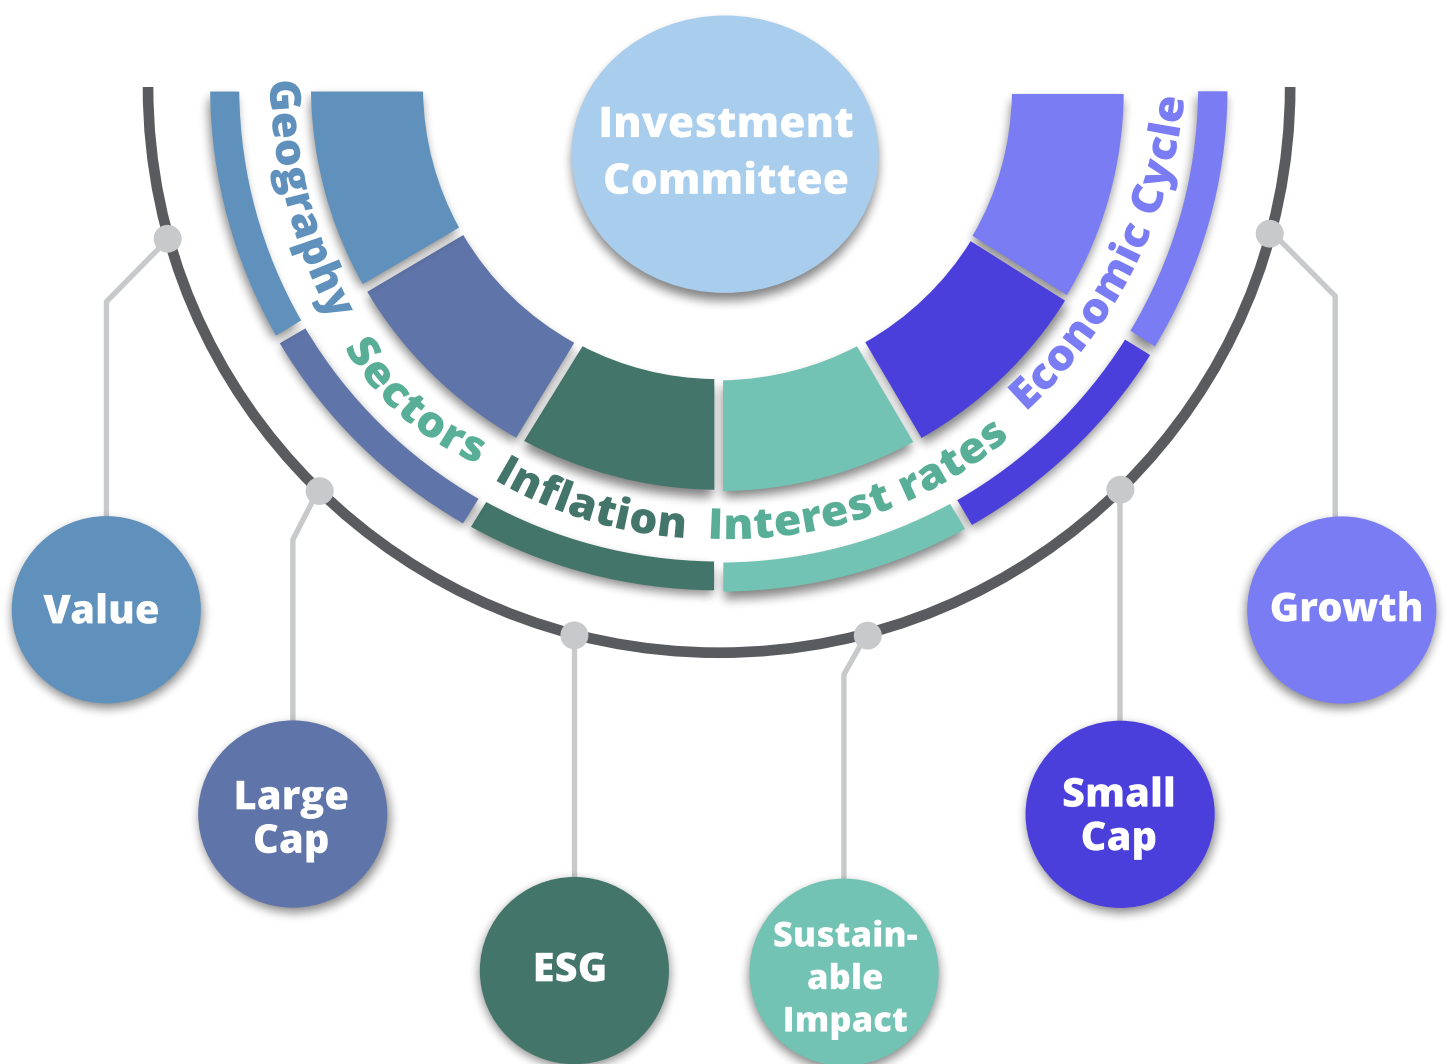 Investment
Committee
Geography
Sectors
Inflation
Interest rates
Economic Cycle
Value
Large
Cap
ESG
Sustain-
able
Impact
Small
Cap
Growth